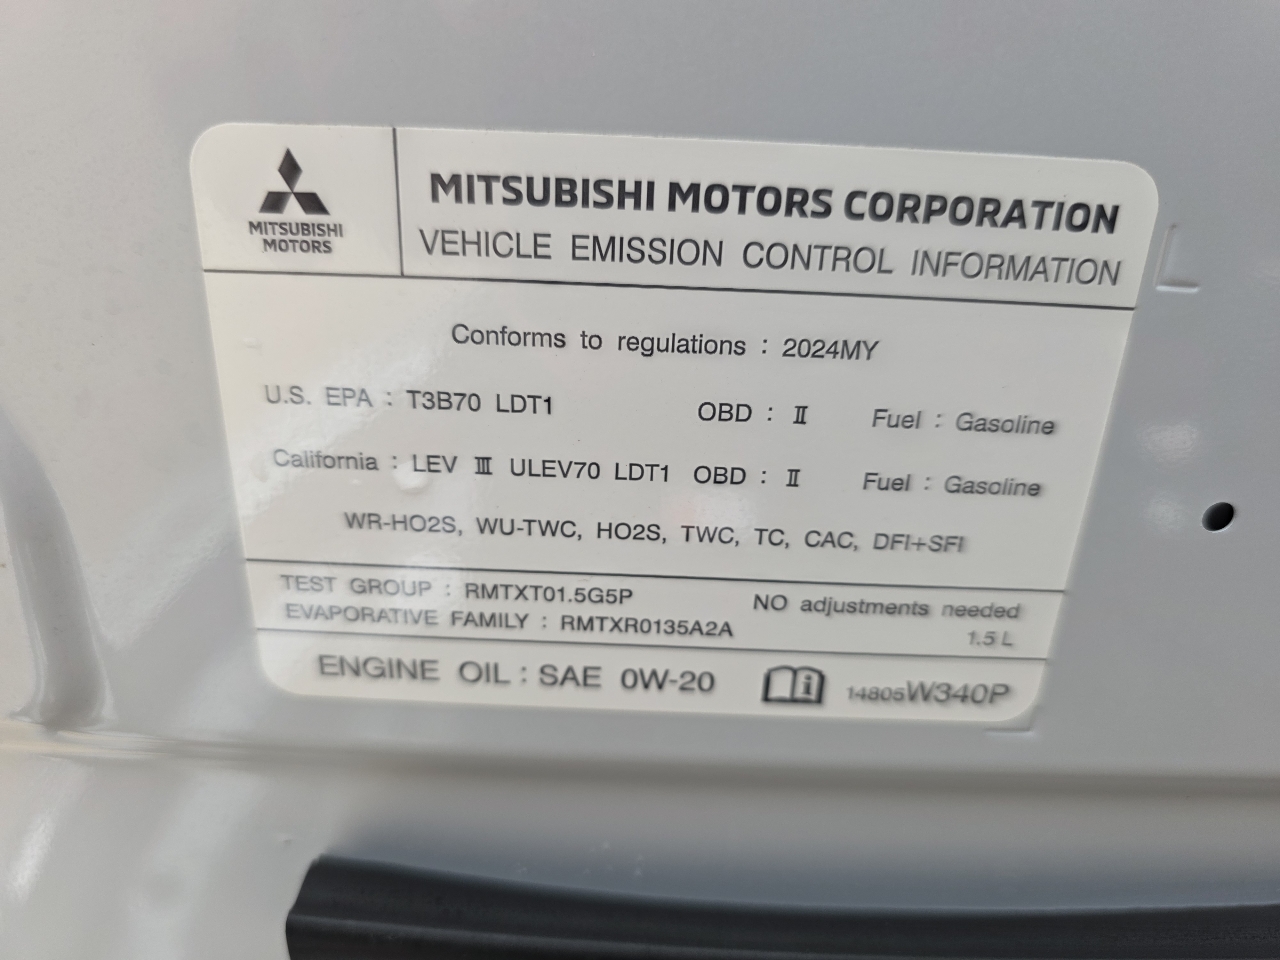 MITSUBISHI
MOTORS
MITSUBISHI MOTORS CORPORATION
VEHICLE EMISSION CONTROL INFORMATION
Conforms to regulations : 2024MY
U.S. EPA : T3B70 LDT1 OBD : Ⅱ Fuel : Gasoline
California : LEV Ⅲ ULEV70 LDT1 OBD : Ⅱ Fuel : Gasoline
WR-HO2S, WU-TWC, HO2S, TWC, TC, CAC, DFI+SFI
TEST GROUP : RMTXT01.5G5P NO adjustments needed
EVAPORATIVE FAMILY : RMTXR0135A2A 1.5 L
ENGINE OIL : SAE 0W-20 14805W340P